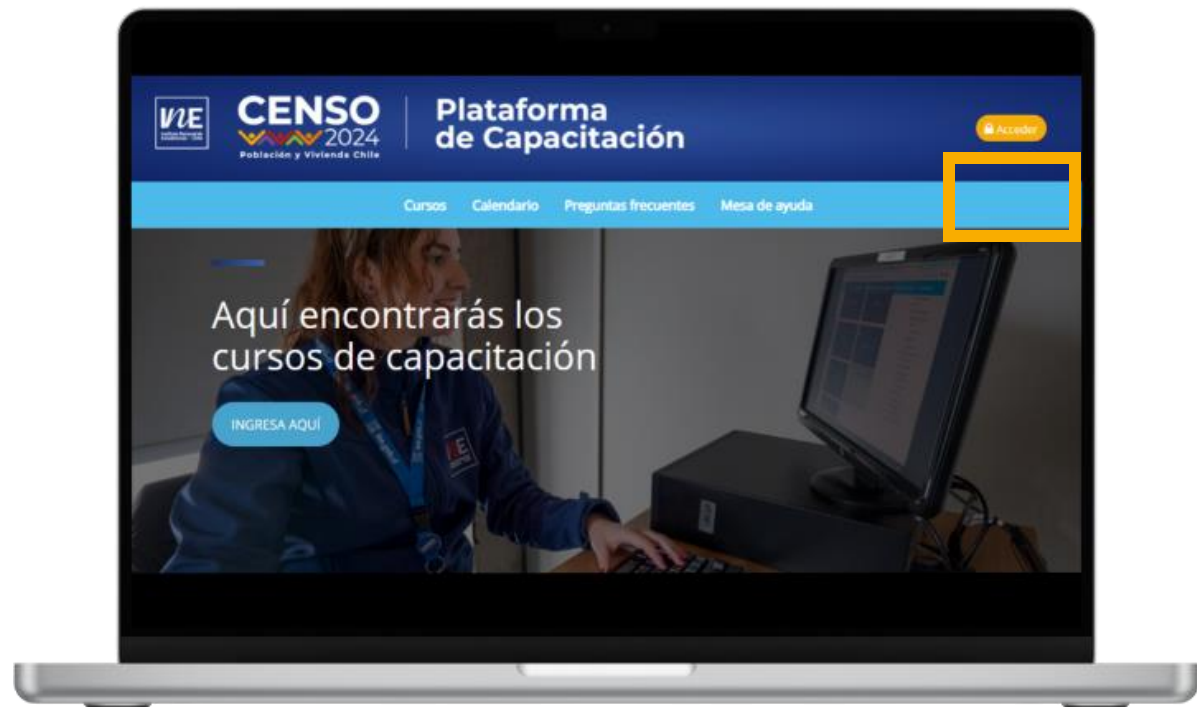 INE
CENSO
2024
Población y Vivienda Chile
Plataforma
de Capacitación
Acceder
Cursos Calendario Preguntas frecuentes Mesa de ayuda
Aquí encontrarás los
cursos de capacitación
INGRESA AQUÍ